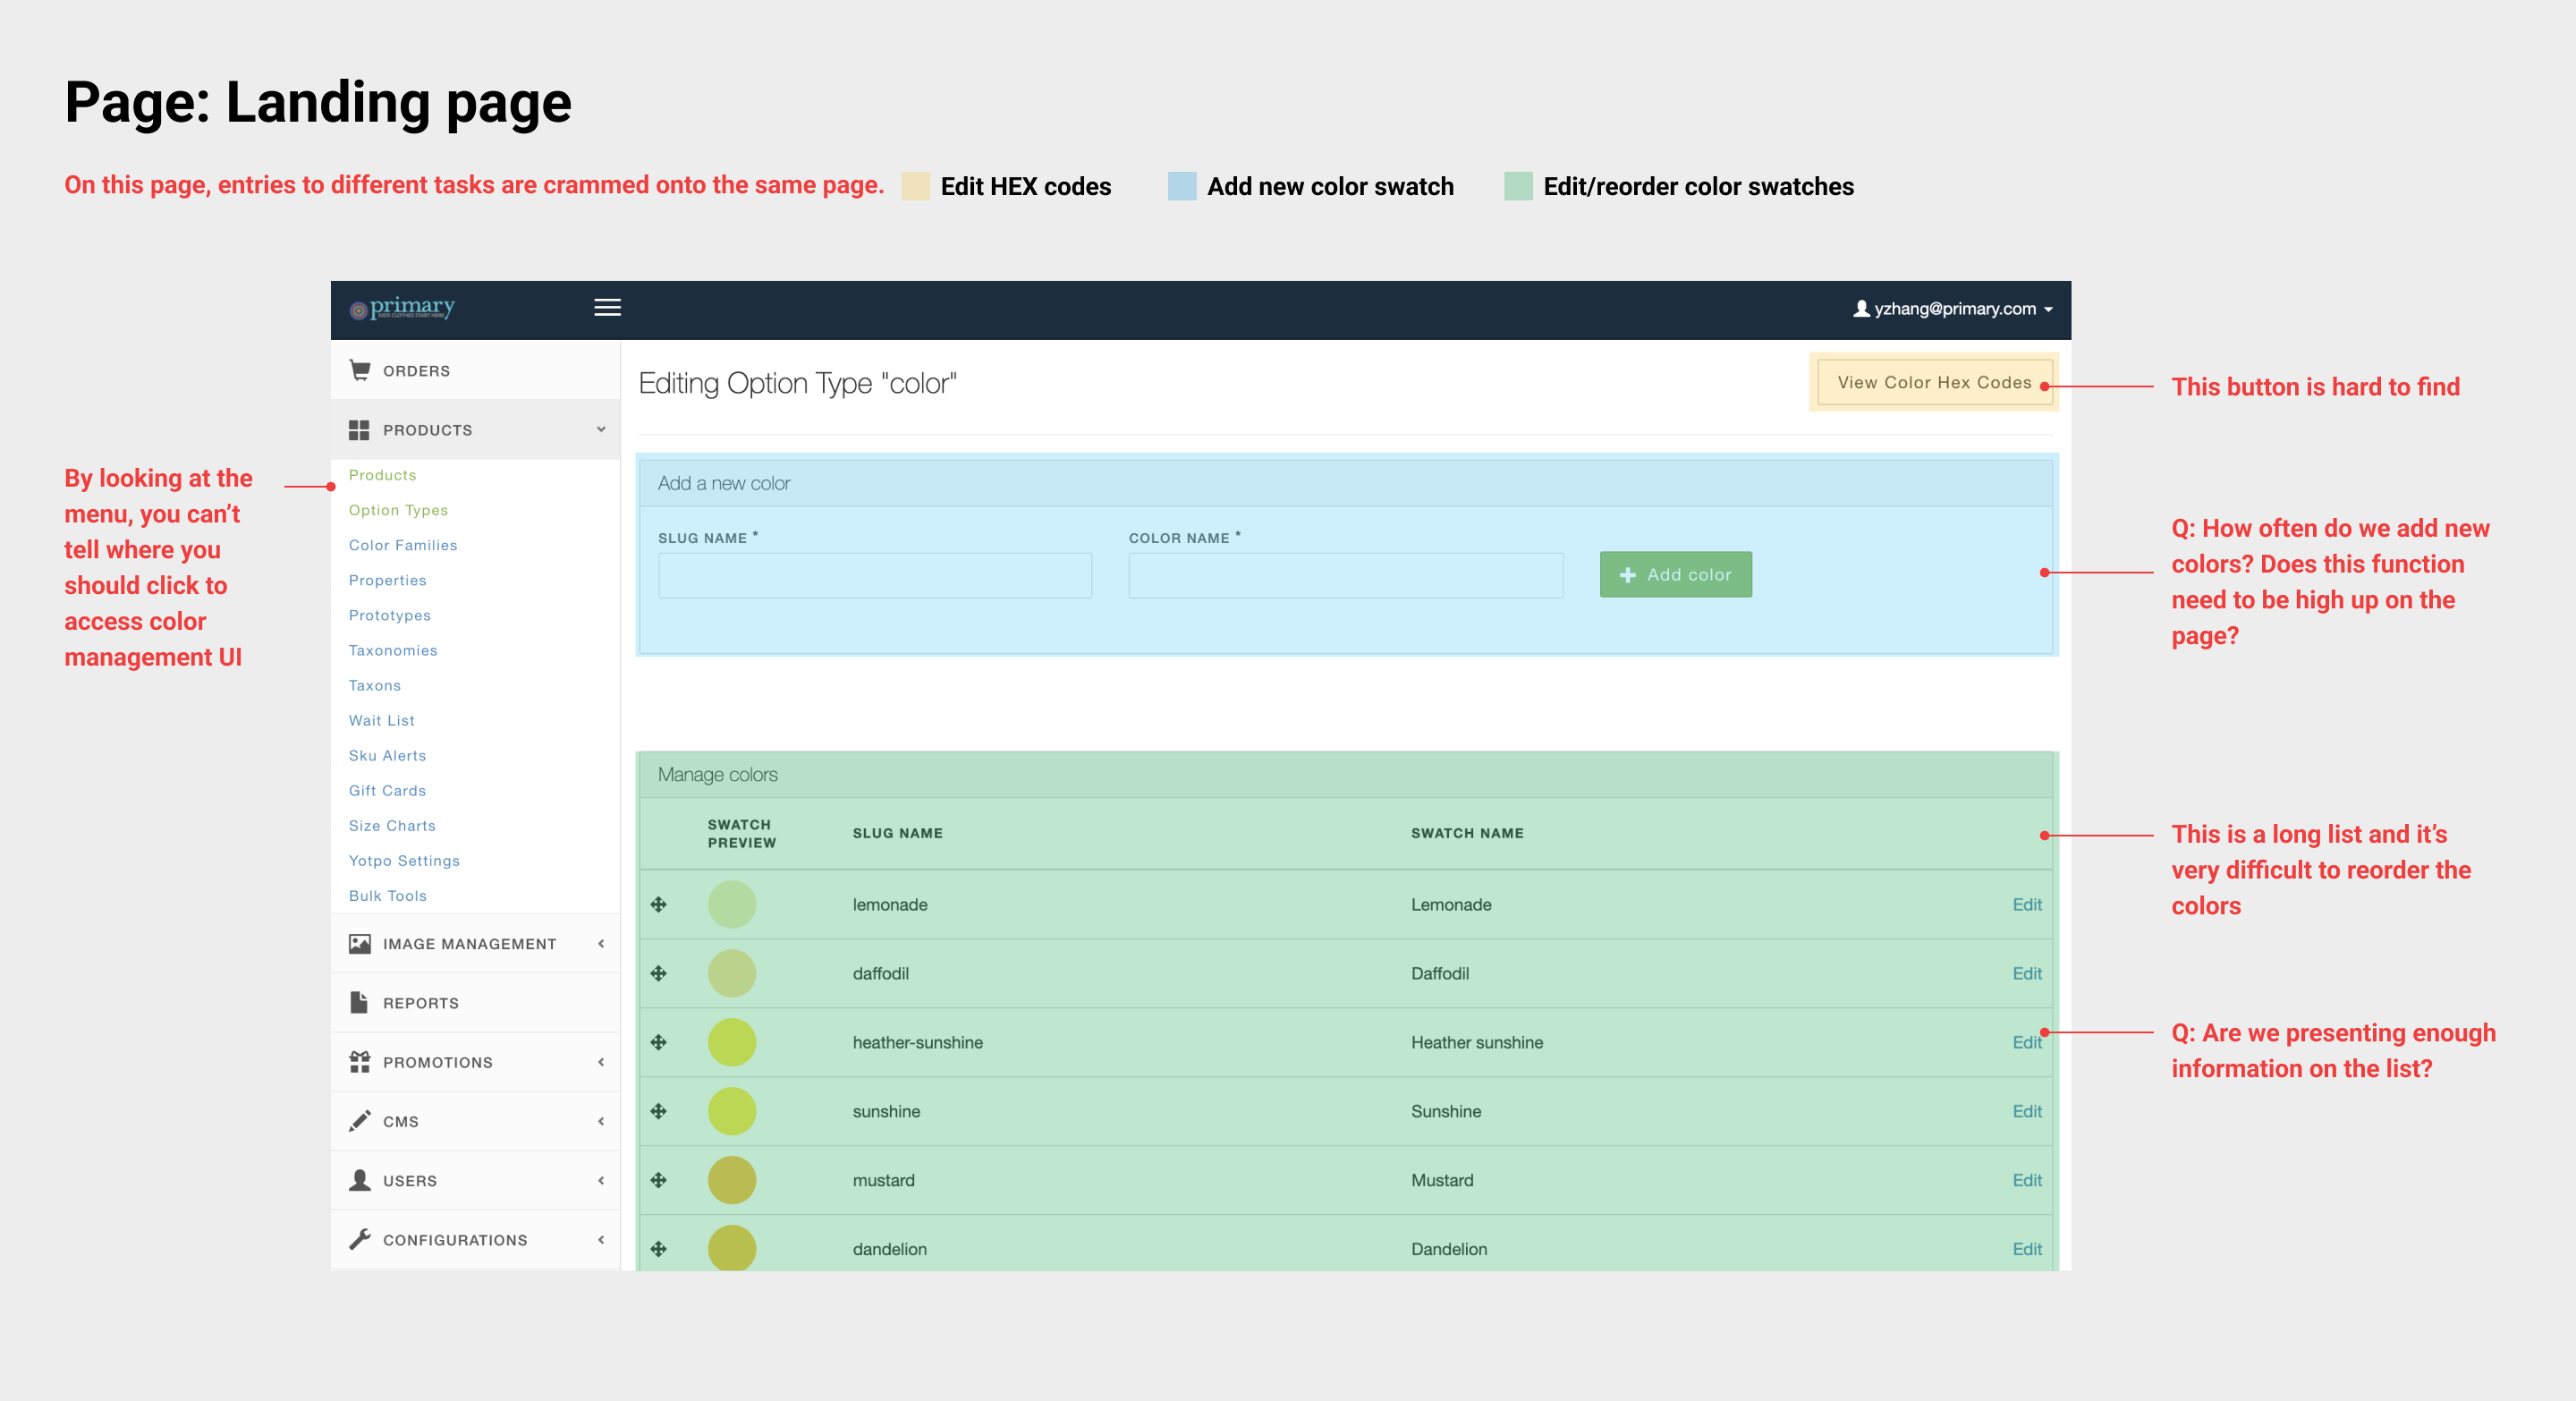 Page: Landing page
On this page, entries to different tasks are crammed onto the same page.
Edit HEX codes
Add new color swatch
Edit/reorder color swatches
primary
KIDS CLOTHES START HERE
yzhang@primary.com
ORDERS
PRODUCTS
Products
Option Types
Color Families
Properties
Prototypes
Taxonomies
Taxons
Wait List
Sku Alerts
Gift Cards
Size Charts
Yotpo Settings
Bulk Tools
IMAGE MANAGEMENT
REPORTS
PROMOTIONS
CMS
USERS
CONFIGURATIONS
By looking at the
menu, you can’t
tell where you
should click to
access color
management UI
Editing Option Type "color"
View Color Hex Codes
This button is hard to find
Add a new color
SLUG NAME *
COLOR NAME *
Add color
Q: How often do we add new
colors? Does this function
need to be high up on the
page?
Manage colors
SWATCH
PREVIEW
SLUG NAME
SWATCH NAME
lemonade
Lemonade
Edit
daffodil
Daffodil
Edit
heather-sunshine
Heather sunshine
Edit
sunshine
Sunshine
Edit
mustard
Mustard
Edit
dandelion
Dandelion
Edit
This is a long list and it’s
very difficult to reorder the
colors
Q: Are we presenting enough
information on the list?